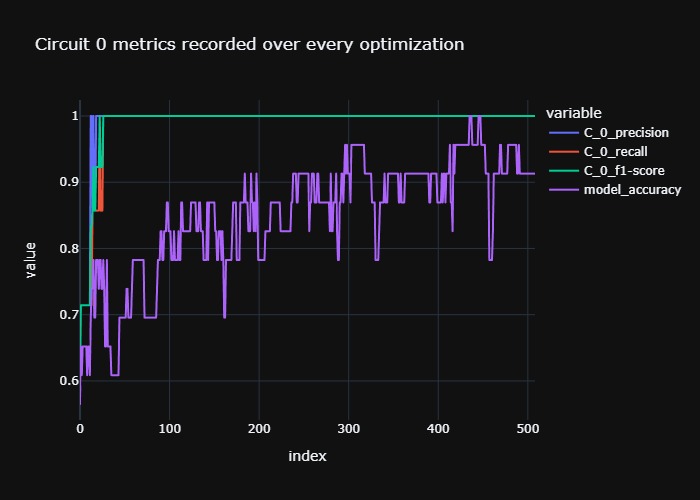 Circuit 0 metrics recorded over every optimization
variable
C_0_precision
C_0_recall
C_0_f1-score
model_accuracy
1
0.9
0.8
0.7
0.6
value
0 100 200 300 400 500
index